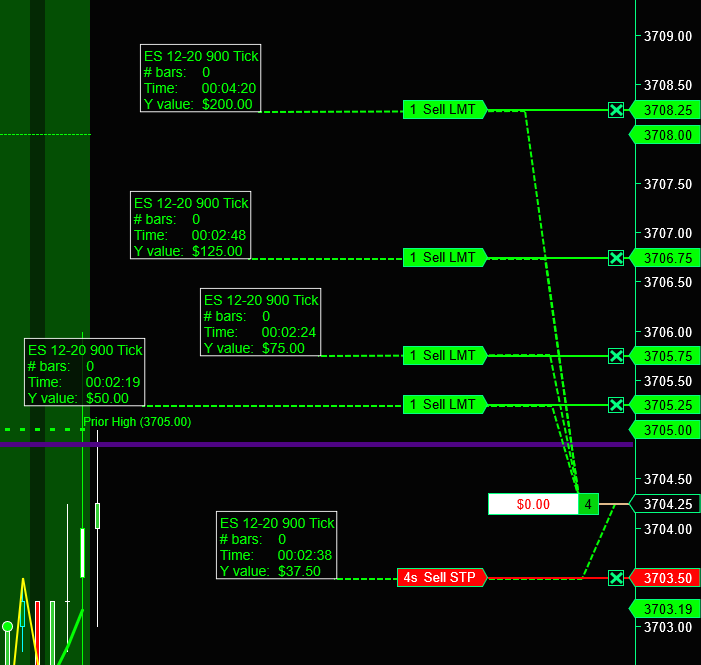 3709.00
ES 12-20 900 Tick
# bars: 0
Time: 00:04:20
Y value: $200.00
3708.50
1 Sell LMT
3708.25
3708.00
ES 12-20 900 Tick
# bars: 0
Time: 00:02:48
Y value: $125.00
3707.50
3707.00
1 Sell LMT
3706.75
3706.50
ES 12-20 900 Tick
# bars: 0
Time: 00:02:24
Y value: $75.00
3706.00
1 Sell LMT
3705.75
ES 12-20 900 Tick
# bars: 0
Time: 00:02:19
Y value: $50.00
3705.50
1 Sell LMT
3705.25
Prior High (3705.00)
3705.00
3704.50
$0.00 4
3704.25
ES 12-20 900 Tick
# bars: 0
Time: 00:02:38
Y value: $37.50
3704.00
4s Sell STP
3703.50
3703.19
3703.00